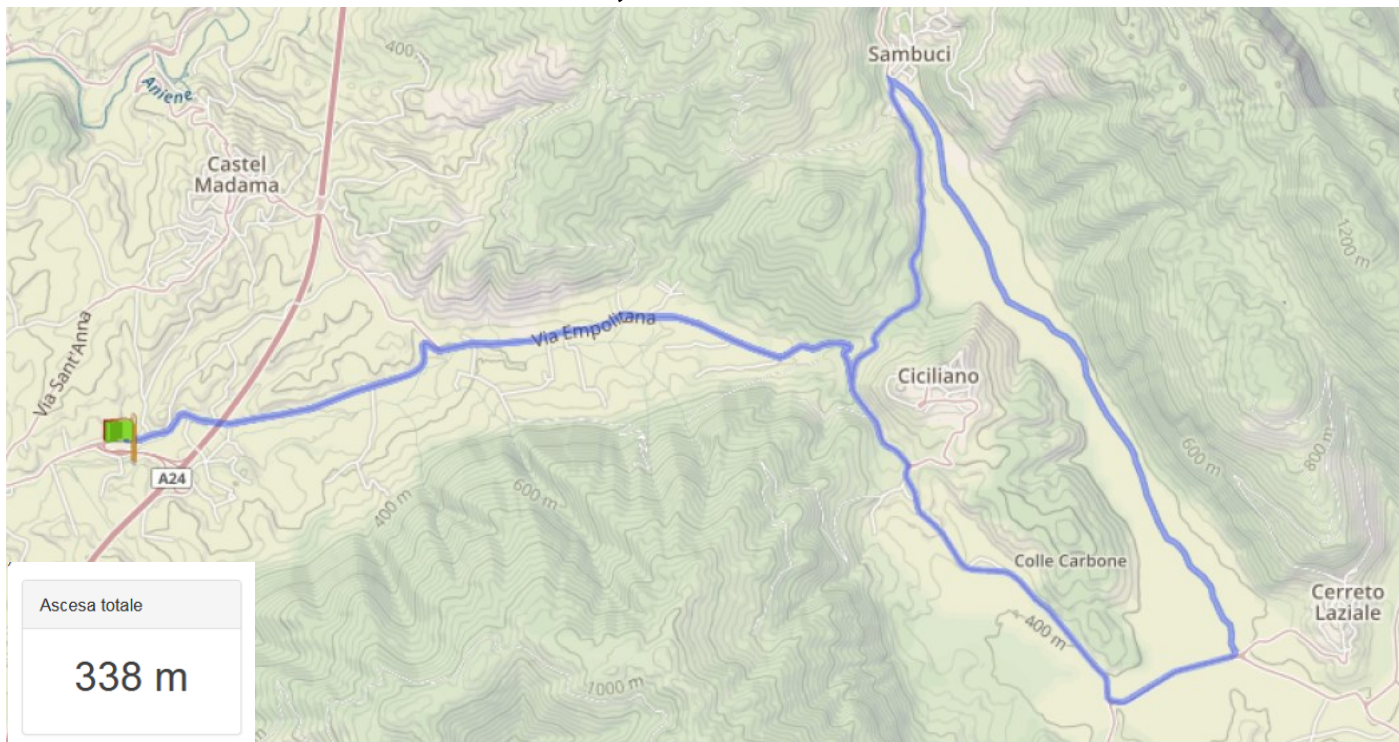 Sambuci
400
Aniene
Castel
Madama
1200 m
Via Sant'Anna
Via Empolitana
Ciciliano
A24
400 m
600 m
600 m
800 m
Colle Carbone
Cerreto
Laziale
400 m
1000 m
Ascesa totale
338 m